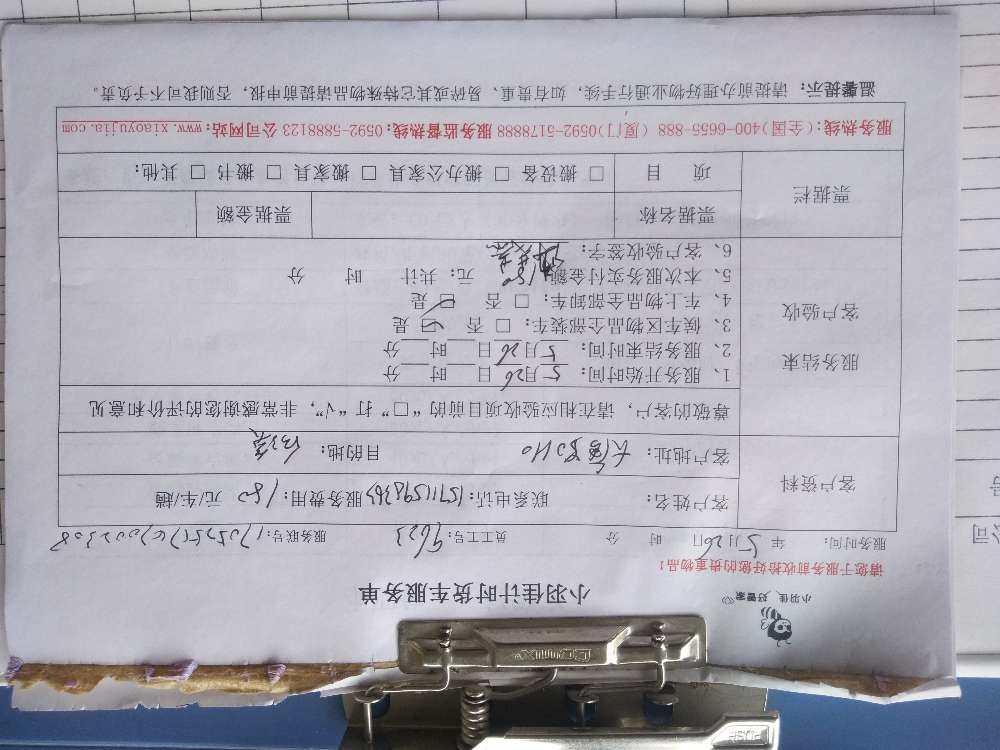 小羽佳，好管家
小羽佳计时货车服务单
请您于服务前收拾好您的贵重物品！
服务时间： 年 5月26日 时 分 员工工号：9623 服务联号：
客户资料
客户姓名： 联系电话： 服务费用：180 元/车/趟
客户地址： 目的地：
尊敬的客户，请在相应验收项目前的“□”打“√”，非常感谢您的评价和意见
服务结束
客户验收
1、服务开始时间：5月26日 时 分
2、服务结束时间：5月26日 时 分
3、候车区物品全部装车：□ 否 □ 是
4、车上物品全部卸车：□ 否 □ 是
5、本次服务实付金额 180 元；共计 时 分
6、客户验收签字：
票据栏
票据名称 票据金额
项 目 □ 搬设备 □ 搬办公家具 □ 搬家具 □ 搬书 □ 其他：
服务热线：(全国)400-6655-888 (厦门)0592-5178888 服务监督热线：0592-5888123 公司网站：www.xiaoyujia.com
温馨提示：请提前办理好物业通行手续，如有贵重、易碎或其它特殊物品请提前申报，否则我司不予负责。
PUSH
公司